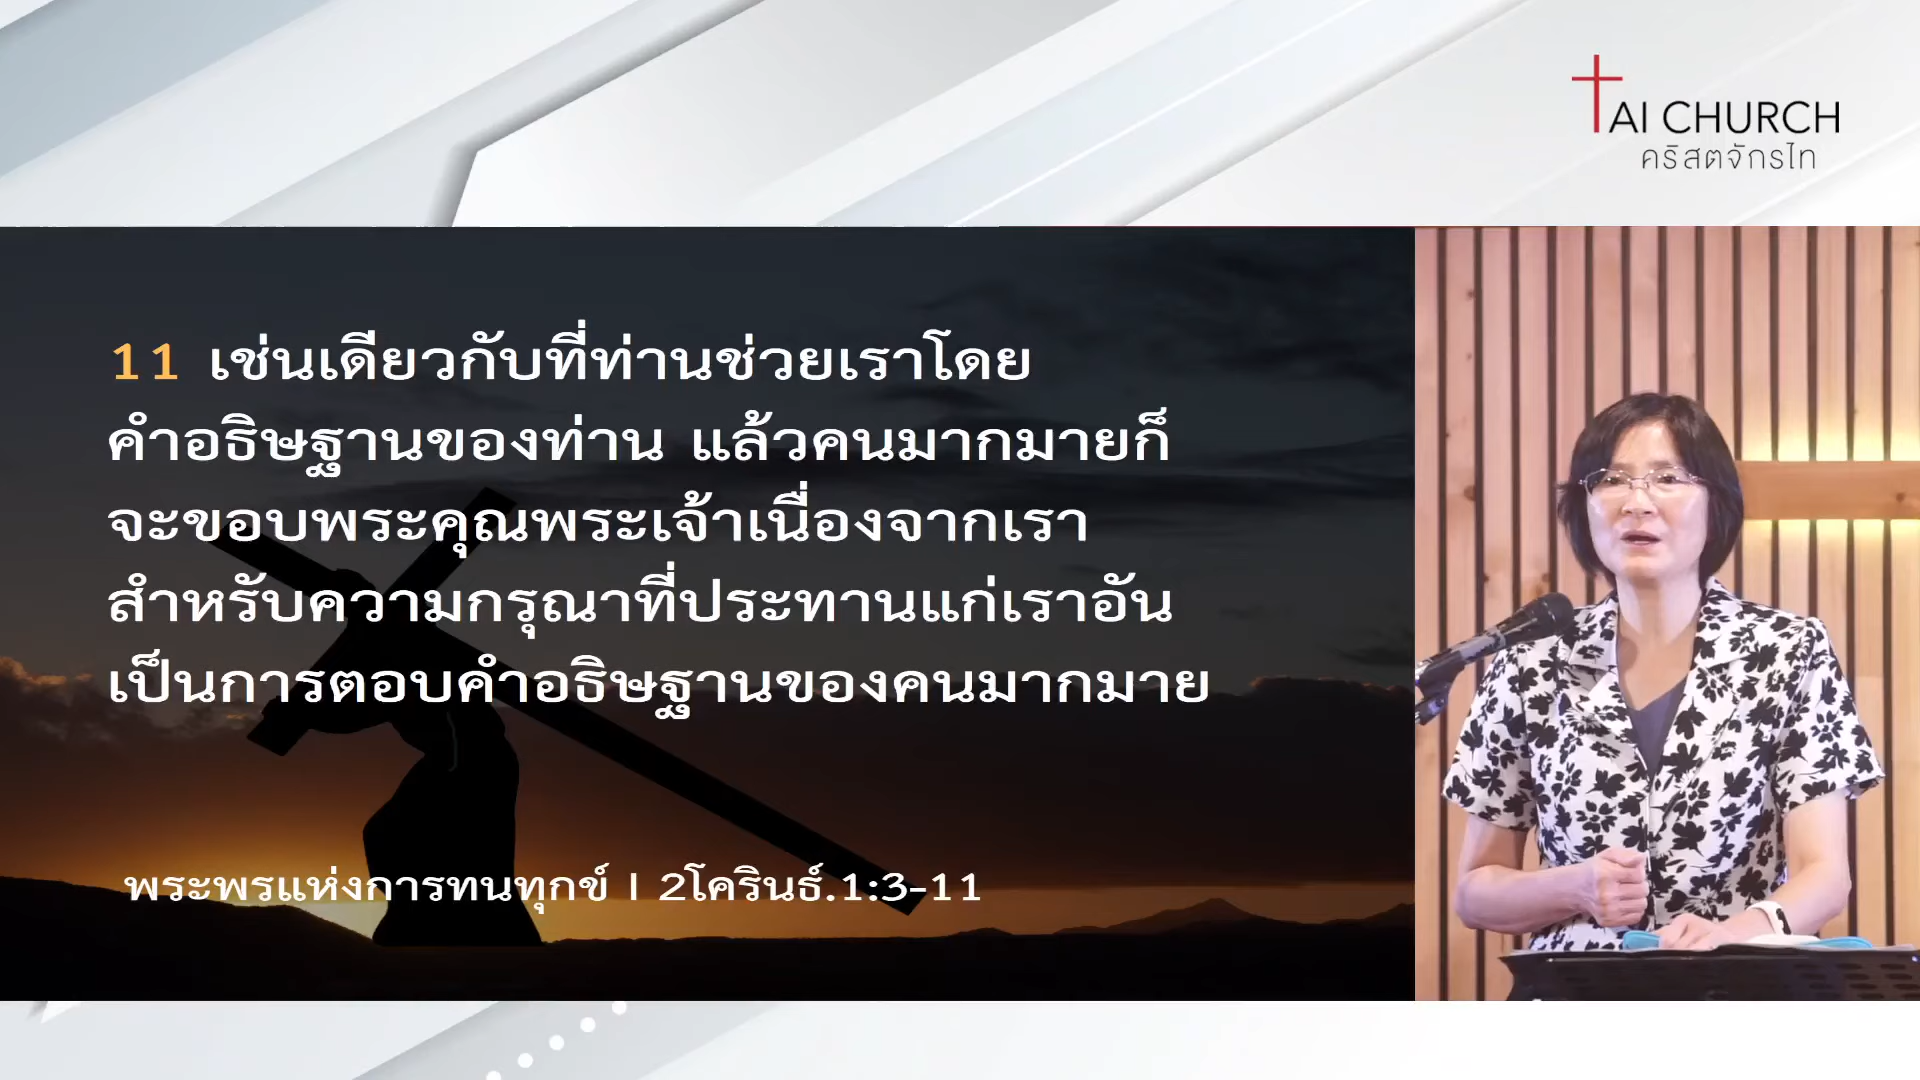 tAI CHURCH
คริสตจักรไท
11 เช่นเดียวกับที่ท่านช่วยเราโดย
คำอธิษฐานของท่าน แล้วคนมากมายก็
จะขอบพระคุณพระเจ้าเนื่องจากเรา
สำหรับความกรุณาที่ประทานแก่เราอัน
เป็นการตอบคำอธิษฐานของคนมากมาย
พระพรแห่งการทนทุกข์ | 2โครินธ์.1:3-11